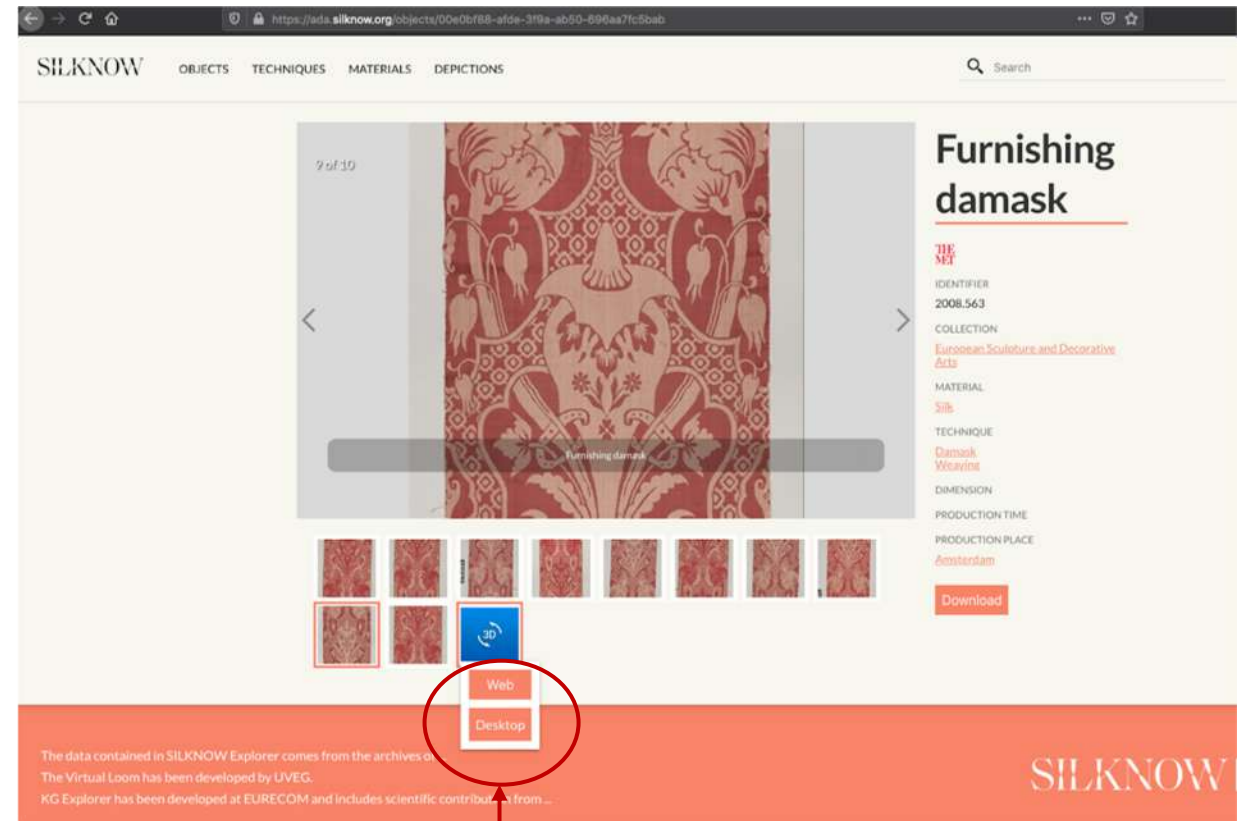 https://ada.silknow.org/objects/00e0bf88-afde-3f9a-ab50-696aa7fc5bab
SILKNOW OBJECTS TECHNIQUES MATERIALS DEPICTIONS Search
9 of 10
Furnishing damask
Furnishing
damask
THE
MET
IDENTIFIER
2008.563
COLLECTION
European Sculpture and Decorative
Arts
MATERIAL
Silk
TECHNIQUE
Damask
Weaving
DIMENSION
PRODUCTION TIME
PRODUCTION PLACE
Amsterdam
Download
3D
Web
Desktop
The data contained in SILKNOW Explorer comes from the archives
The Virtual Loom has been developed by UVEG.
KG Explorer has been developed at EURECOM and includes scientific contribution from ...
SILKNOW